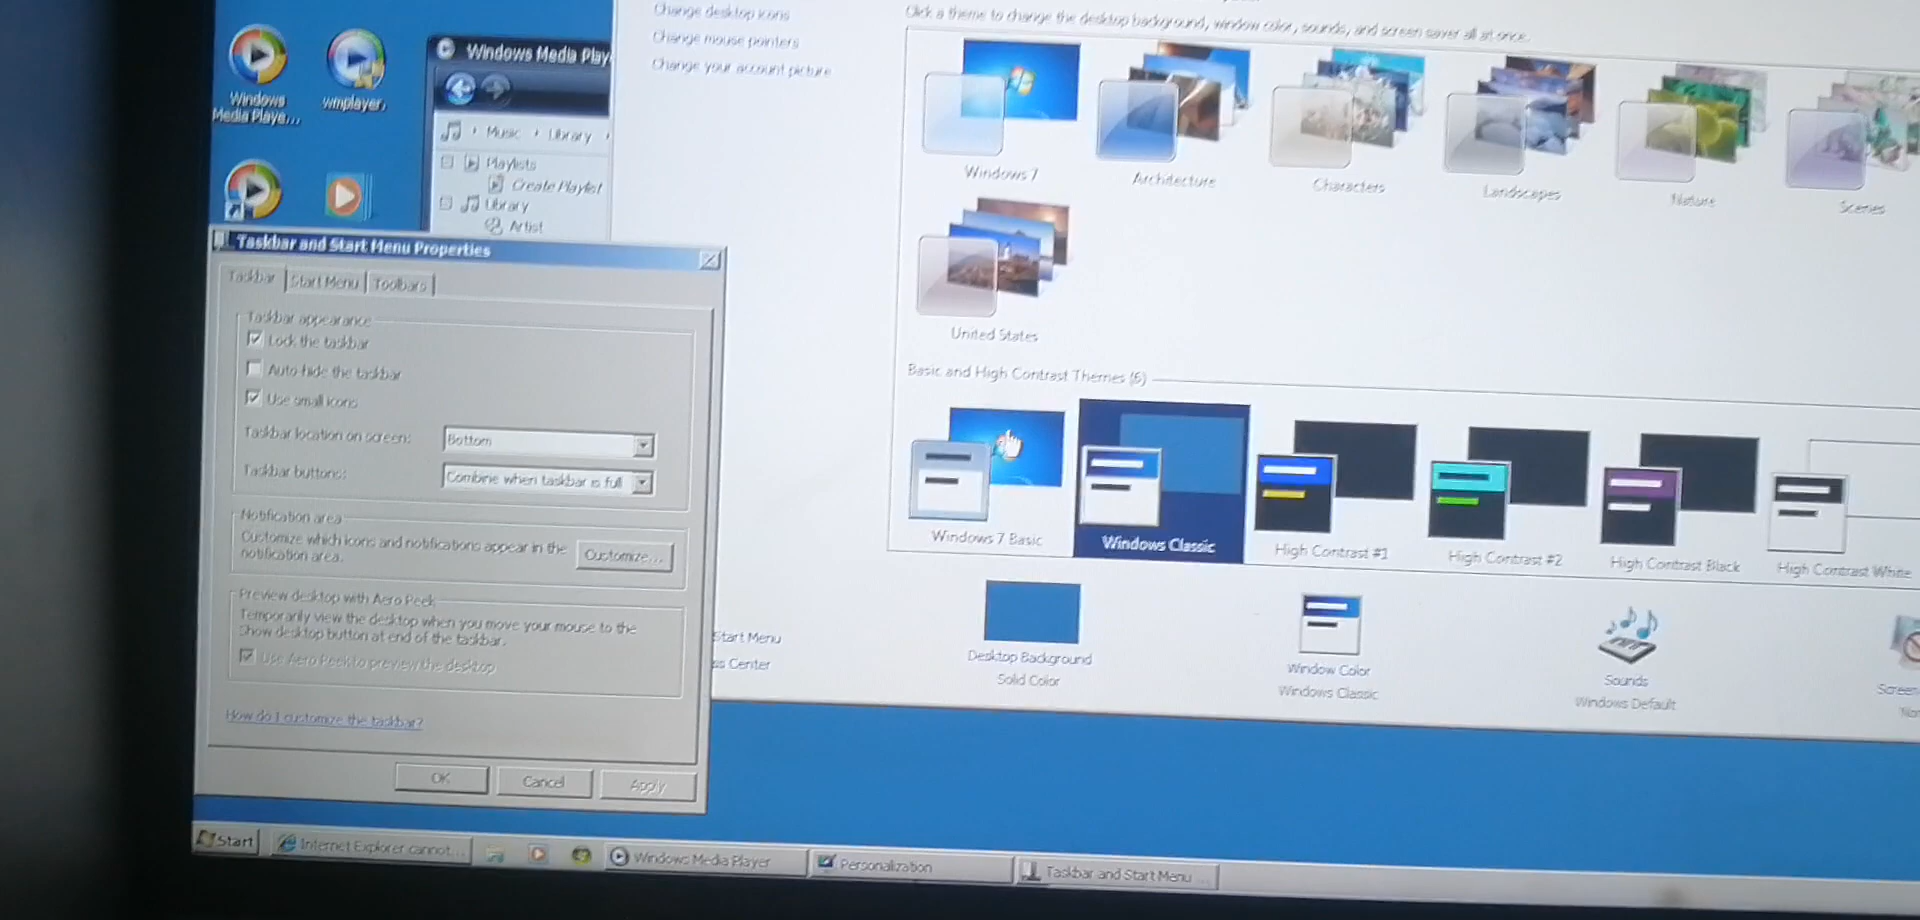 Change desktop icons
Change mouse pointers
Change your account picture
Click a theme to change the desktop background, window color, sounds, and screen saver all at once.
Windows Media Playe...
wmplayer.
Windows Media Play
Music
Library
Playlists
Create Playlist
Library
Artist
Windows 7
Architecture
Characters
Landscapes
Nature
Scenes
United States
Basic and High Contrast Themes (6)
Windows 7 Basic
Windows Classic
High Contrast #1
High Contrast #2
High Contrast Black
High Contrast White
Desktop Background
Solid Color
Window Color
Windows Classic
Sounds
Windows Default
Screen
Taskbar and Start Menu Properties
Taskbar
Start Menu
Toolbars
Taskbar appearance
Lock the taskbar
Auto-hide the taskbar
Use small icons
Taskbar location on screen:
Bottom
Taskbar buttons:
Combine when taskbar is full
Notification area
Customize which icons and notifications appear in the
notification area.
Customize...
Preview desktop with Aero Peek
Temporarily view the desktop when you move your mouse to the
Show desktop button at end of the taskbar.
Use Aero Peek to preview the desktop
How do I customize the taskbar?
OK
Cancel
Apply
Start Menu
ss Center
Start
Internet Explorer cannot...
Windows Media Player
Personalization
Taskbar and Start Menu ...